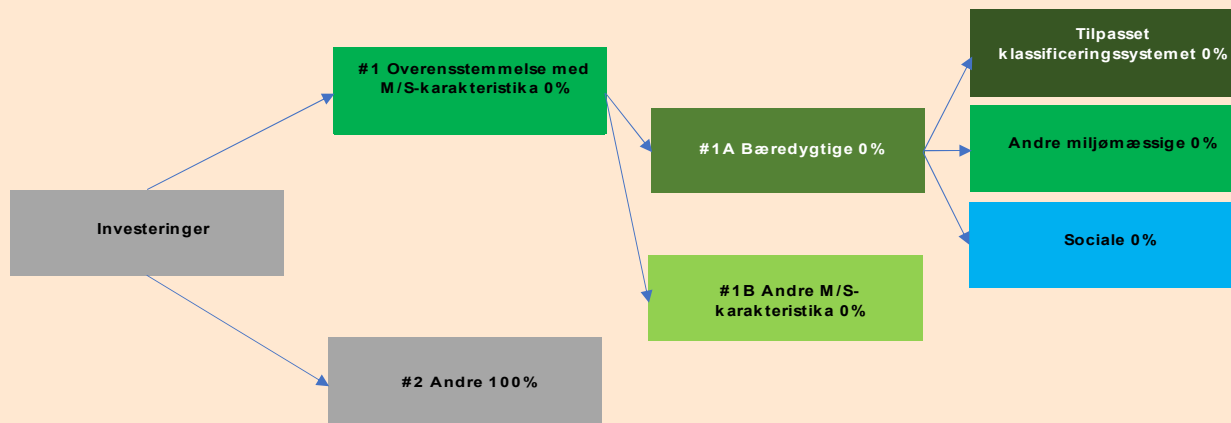 Tilpasset
klassificeringssystemet 0%
#1 Overensstemmelse med
M/S-karakteristika 0%
#1A Bæredygtige 0%
Andre miljømæssige 0%
Investeringer
Sociale 0%
#1B Andre M/S-
karakteristika 0%
#2 Andre 100%